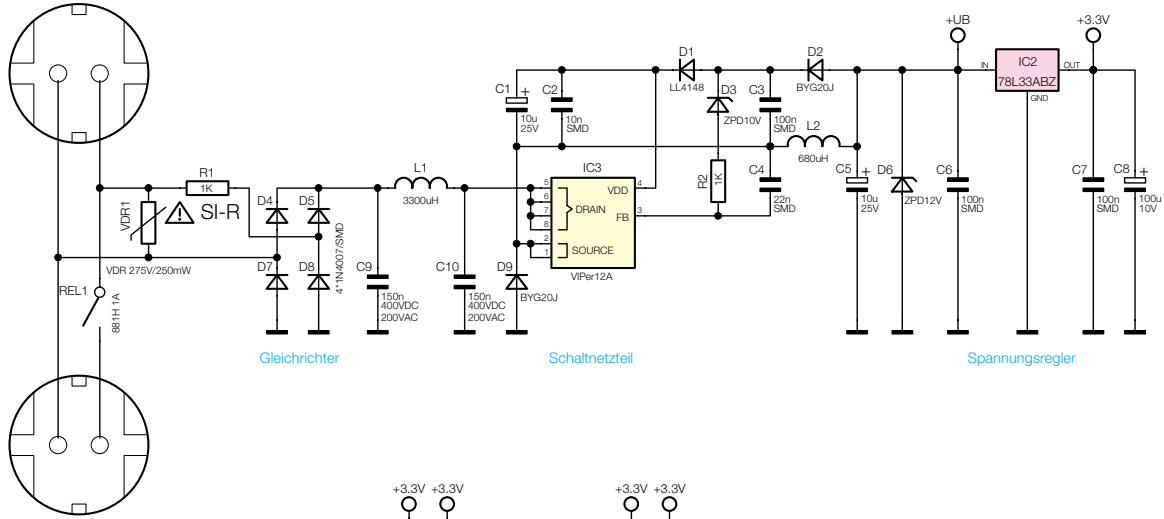 +UB
+3.3V
D1
LL4148
D2
BYG20J
IN
IC2
78L33ABZ
OUT
GND
C1
+
10u
25V
C2
10n
SMD
D3
ZPD10V
C3
100n
SMD
L2
680uH
R1
1K
SI-R
VDR1
VDR 275V/250mW
D4
D5
D7
D8
4*1N4007/SMD
L1
3300uH
IC3
5
6
7
8
DRAIN
VDD
4
FB
3
2
1
SOURCE
VIPer12A
R2
1K
C4
22n
SMD
C5
+
10u
25V
D6
ZPD12V
C6
100n
SMD
C7
100n
SMD
C8
+
100u
10V
REL1
881H 1A
C9
150n
400VDC
200VAC
C10
150n
400VDC
200VAC
D9
BYG20J
Gleichrichter
Schaltnetzteil
Spannungsregler
+3.3V +3.3V
+3.3V +3.3V